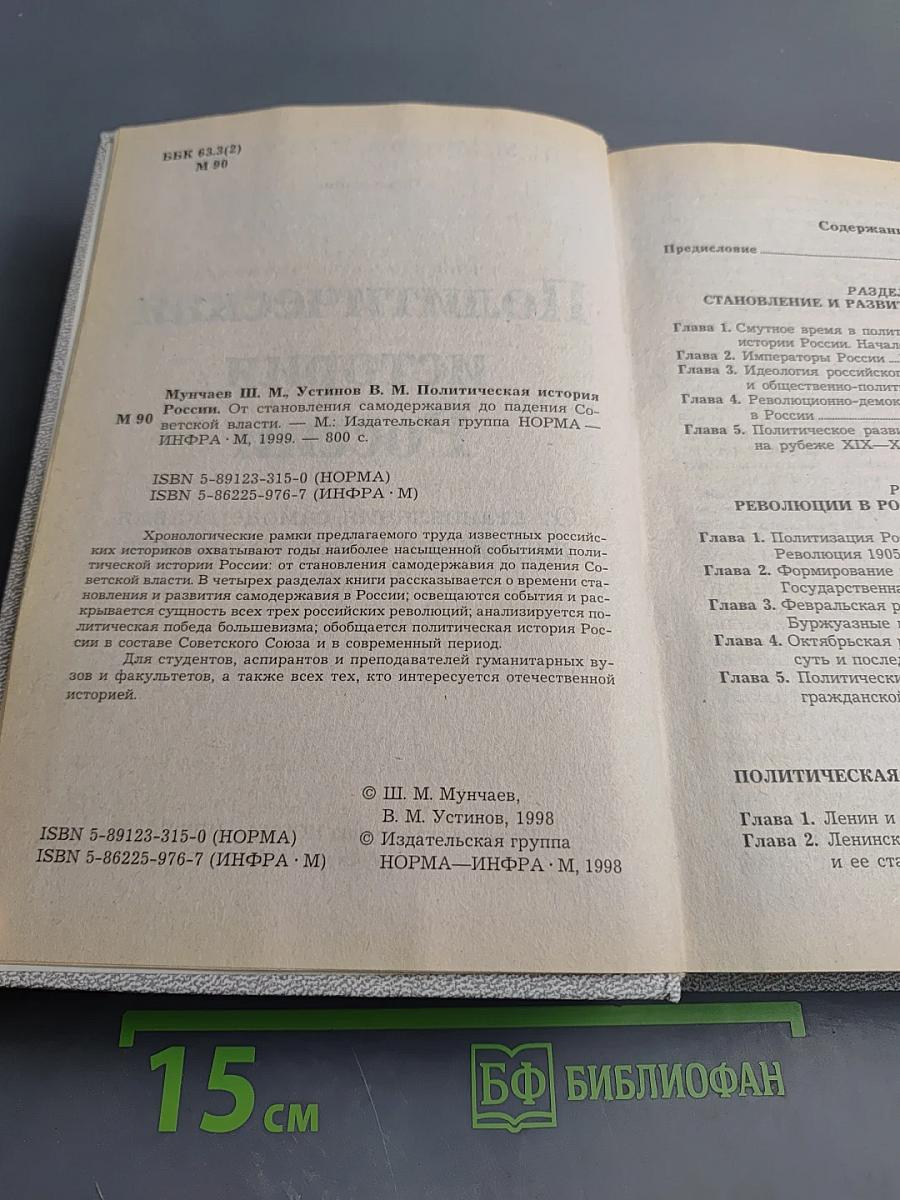 ББК 63.3(2)
М 90
Мунчаев Ш. М., Устинов В. М. Политическая история
М 90 России. От становления самодержавия до падения Со-
ветской власти. — М.: Издательская группа НОРМА —
ИНФРА · М, 1999. — 800 с.
ISBN 5-89123-315-0 (НОРМА)
ISBN 5-86225-976-7 (ИНФРА · М)
Хронологические рамки предлагаемого труда известных российс-
ких историков охватывают годы наиболее насыщенной событиями поли-
тической истории России: от становления самодержавия до падения Со-
ветской власти. В четырех разделах книги рассказывается о времени ста-
новления и развития самодержавия в России; освещаются события и рас-
крывается сущность всех трех российских революций; анализируется по-
литическая победа большевизма; обобщается политическая история Рос-
сии в составе Советского Союза и в современный период.
Для студентов, аспирантов и преподавателей гуманитарных ву-
зов и факультетов, а также всех тех, кто интересуется отечественной
историей.
© Ш. М. Мунчаев,
В. М. Устинов, 1998
ISBN 5-89123-315-0 (НОРМА)
© Издательская группа
ISBN 5-86225-976-7 (ИНФРА · М)
НОРМА—ИНФРА · М, 1998
Содержани
Предисловие
РАЗДЕЛ
СТАНОВЛЕНИЕ И РАЗВИТ
Глава 1. Смутное время в полит
истории России. Начал
Глава 2. Императоры России
Глава 3. Идеология российског
и общественно-полити
Глава 4. Революционно-демок
в России
Глава 5. Политическое разви
на рубеже XIX—X
Р
РЕВОЛЮЦИИ В РО
Глава 1. Политизация Ро
Революция 1905
Глава 2. Формирование
Государственна
Глава 3. Февральская р
Буржуазные
Глава 4. Октябрьская
суть и послед
Глава 5. Политически
гражданской
ПОЛИТИЧЕСКАЯ
Глава 1. Ленин и
Глава 2. Ленинск
и ее ста
15 см
БФ БИБЛИОФАН